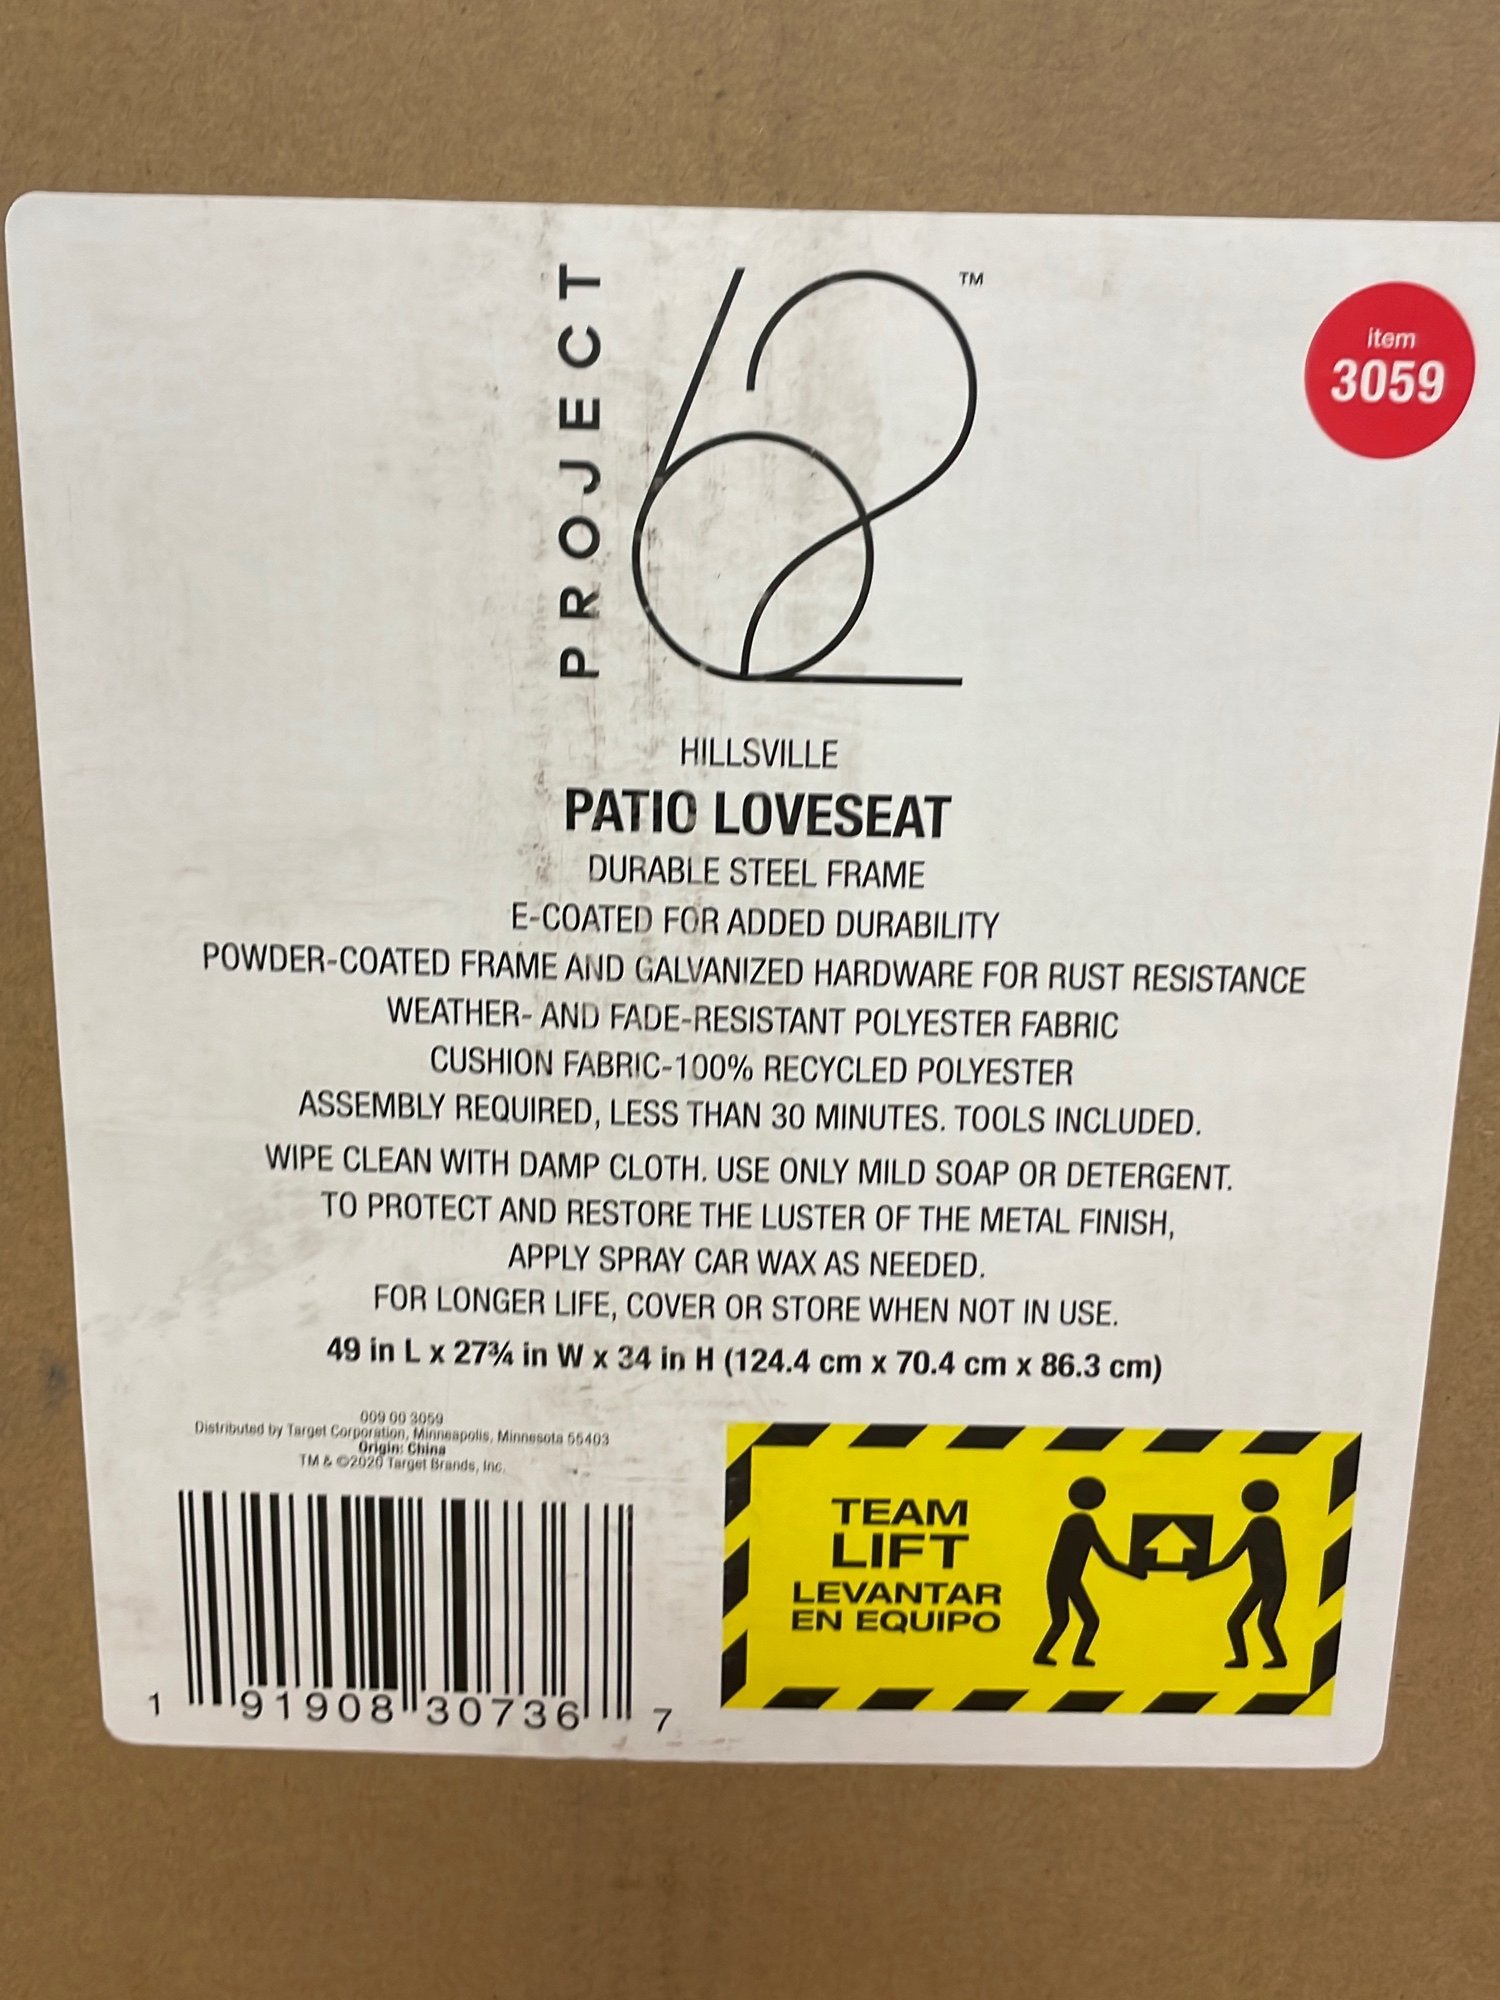 PROJECT
62
™
item
3059
HILLSVILLE
PATIO LOVESEAT
DURABLE STEEL FRAME
E-COATED FOR ADDED DURABILITY
POWDER-COATED FRAME AND GALVANIZED HARDWARE FOR RUST RESISTANCE
WEATHER- AND FADE-RESISTANT POLYESTER FABRIC
CUSHION FABRIC-100% RECYCLED POLYESTER
ASSEMBLY REQUIRED, LESS THAN 30 MINUTES. TOOLS INCLUDED.
WIPE CLEAN WITH DAMP CLOTH. USE ONLY MILD SOAP OR DETERGENT.
TO PROTECT AND RESTORE THE LUSTER OF THE METAL FINISH,
APPLY SPRAY CAR WAX AS NEEDED.
FOR LONGER LIFE, COVER OR STORE WHEN NOT IN USE.
49 in L x 27¾ in W x 34 in H (124.4 cm x 70.4 cm x 86.3 cm)
009 00 3059
Distributed by Target Corporation, Minneapolis, Minnesota 55403
Origin: China
TM & ©2020 Target Brands, Inc.
1 91908 30736 7
TEAM
LIFT
LEVANTAR
EN EQUIPO